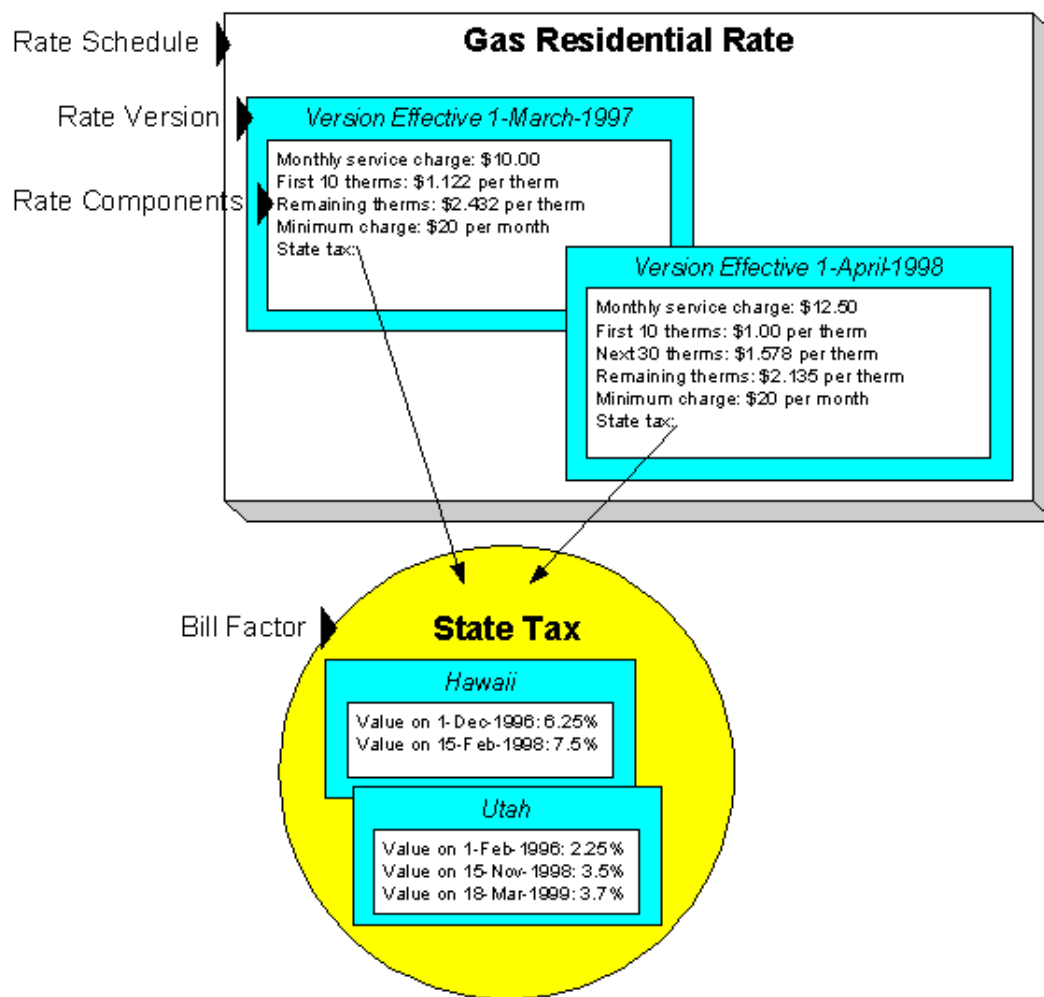 Rate Schedule
Gas Residential Rate
Rate Version
Version Effective 1-March-1997
Monthly service charge: $10.00
First 10 therms: $1.122 per therm
Rate Components
Remaining therms: $2.432 per therm
Minimum charge: $20 per month
State tax:
Version Effective 1-April-1998
Monthly service charge: $12.50
First 10 therms: $1.00 per therm
Next 30 therms: $1.578 per therm
Remaining therms: $2.135 per therm
Minimum charge: $20 per month
State tax:
Bill Factor
State Tax
Hawaii
Value on 1-Dec-1996: 6.25%
Value on 15-Feb-1998: 7.5%
Utah
Value on 1-Feb-1996: 2.25%
Value on 15-Nov-1998: 3.5%
Value on 18-Mar-1999: 3.7%